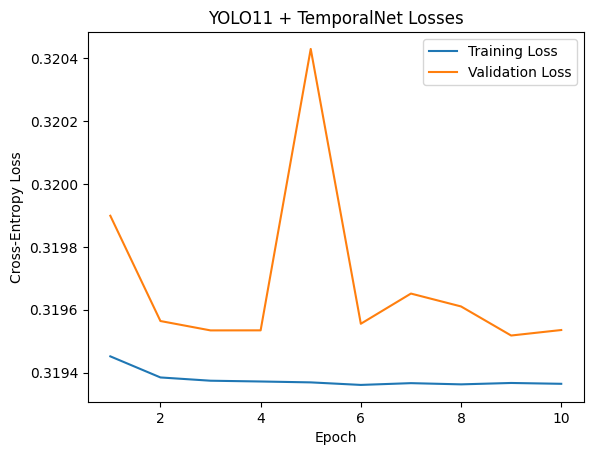 YOLO11 + TemporalNet Losses
Training Loss
Validation Loss
Cross-Entropy Loss
0.3204
0.3202
0.3200
0.3198
0.3196
0.3194
2 4 6 8 10
Epoch